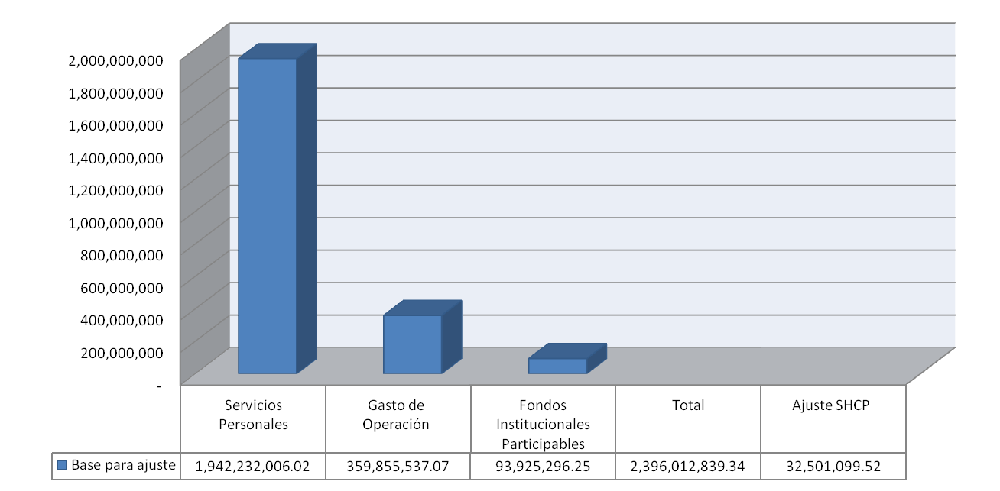 2,000,000,000
1,800,000,000
1,600,000,000
1,400,000,000
1,200,000,000
1,000,000,000
800,000,000
600,000,000
400,000,000
200,000,000
-
Servicios
Personales
Gasto de
Operación
Fondos
Institucionales
Participables
Total
Ajuste SHCP
Base para ajuste
1,942,232,006.02
359,855,537.07
93,925,296.25
2,396,012,839.34
32,501,099.52